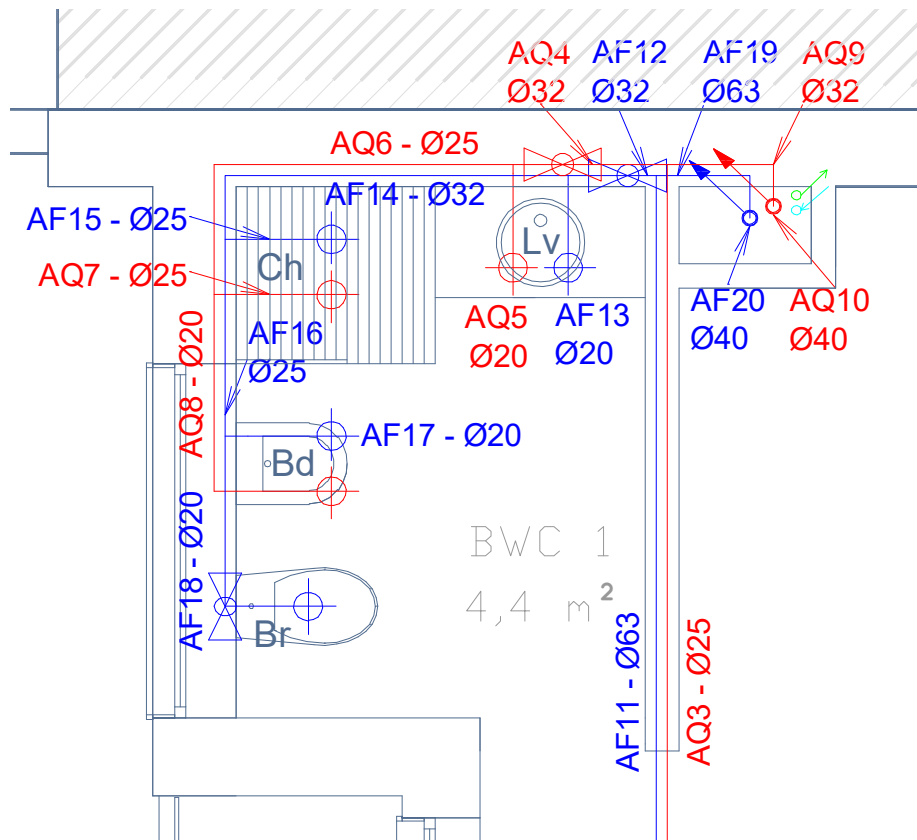 AQ4
Ø32
AF12
Ø32
AF19
Ø63
AQ9
Ø32
AQ6 - Ø25
AF14 - Ø32
AF15 - Ø25
Ch
Lv
AQ7 - Ø25
AF16
Ø25
AQ5
Ø20
AF13
Ø20
AF20
Ø40
AQ10
Ø40
AQ8 - Ø20
AF17 - Ø20
Bd
AF18 - Ø20
BWC 1
4,4 m²
Br
AF11 - Ø63
AQ3 - Ø25